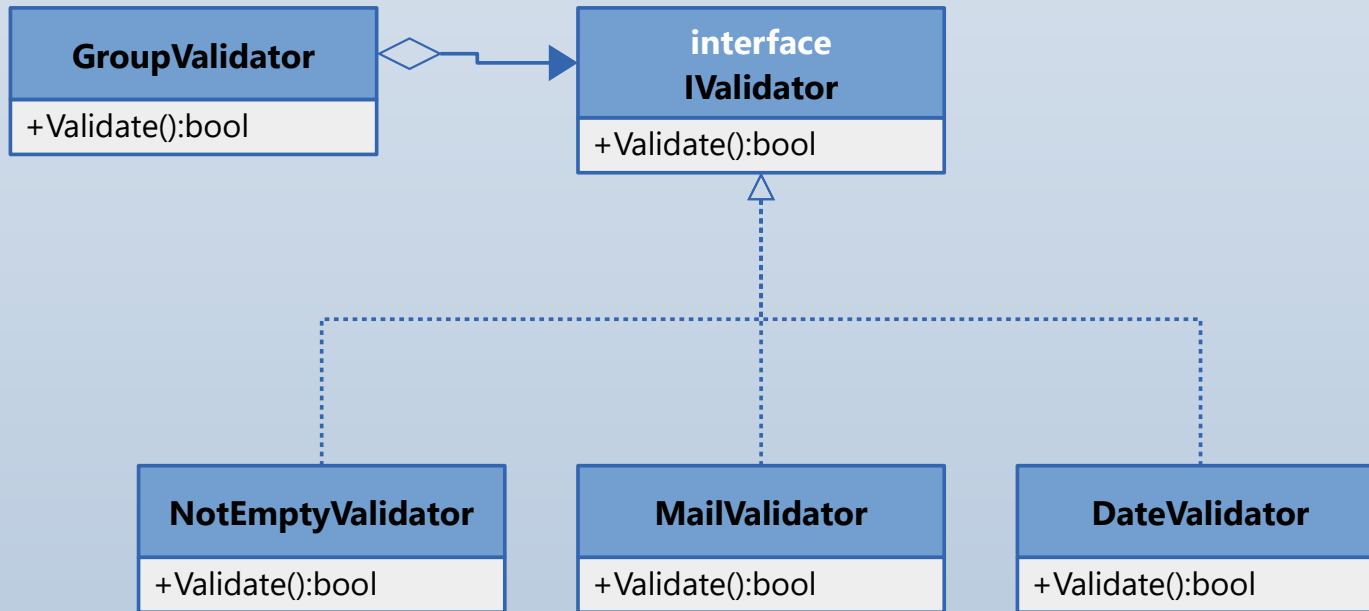 GroupValidator
+Validate():bool
interface
IValidator
+Validate():bool
NotEmptyValidator
+Validate():bool
MailValidator
+Validate():bool
DateValidator
+Validate():bool